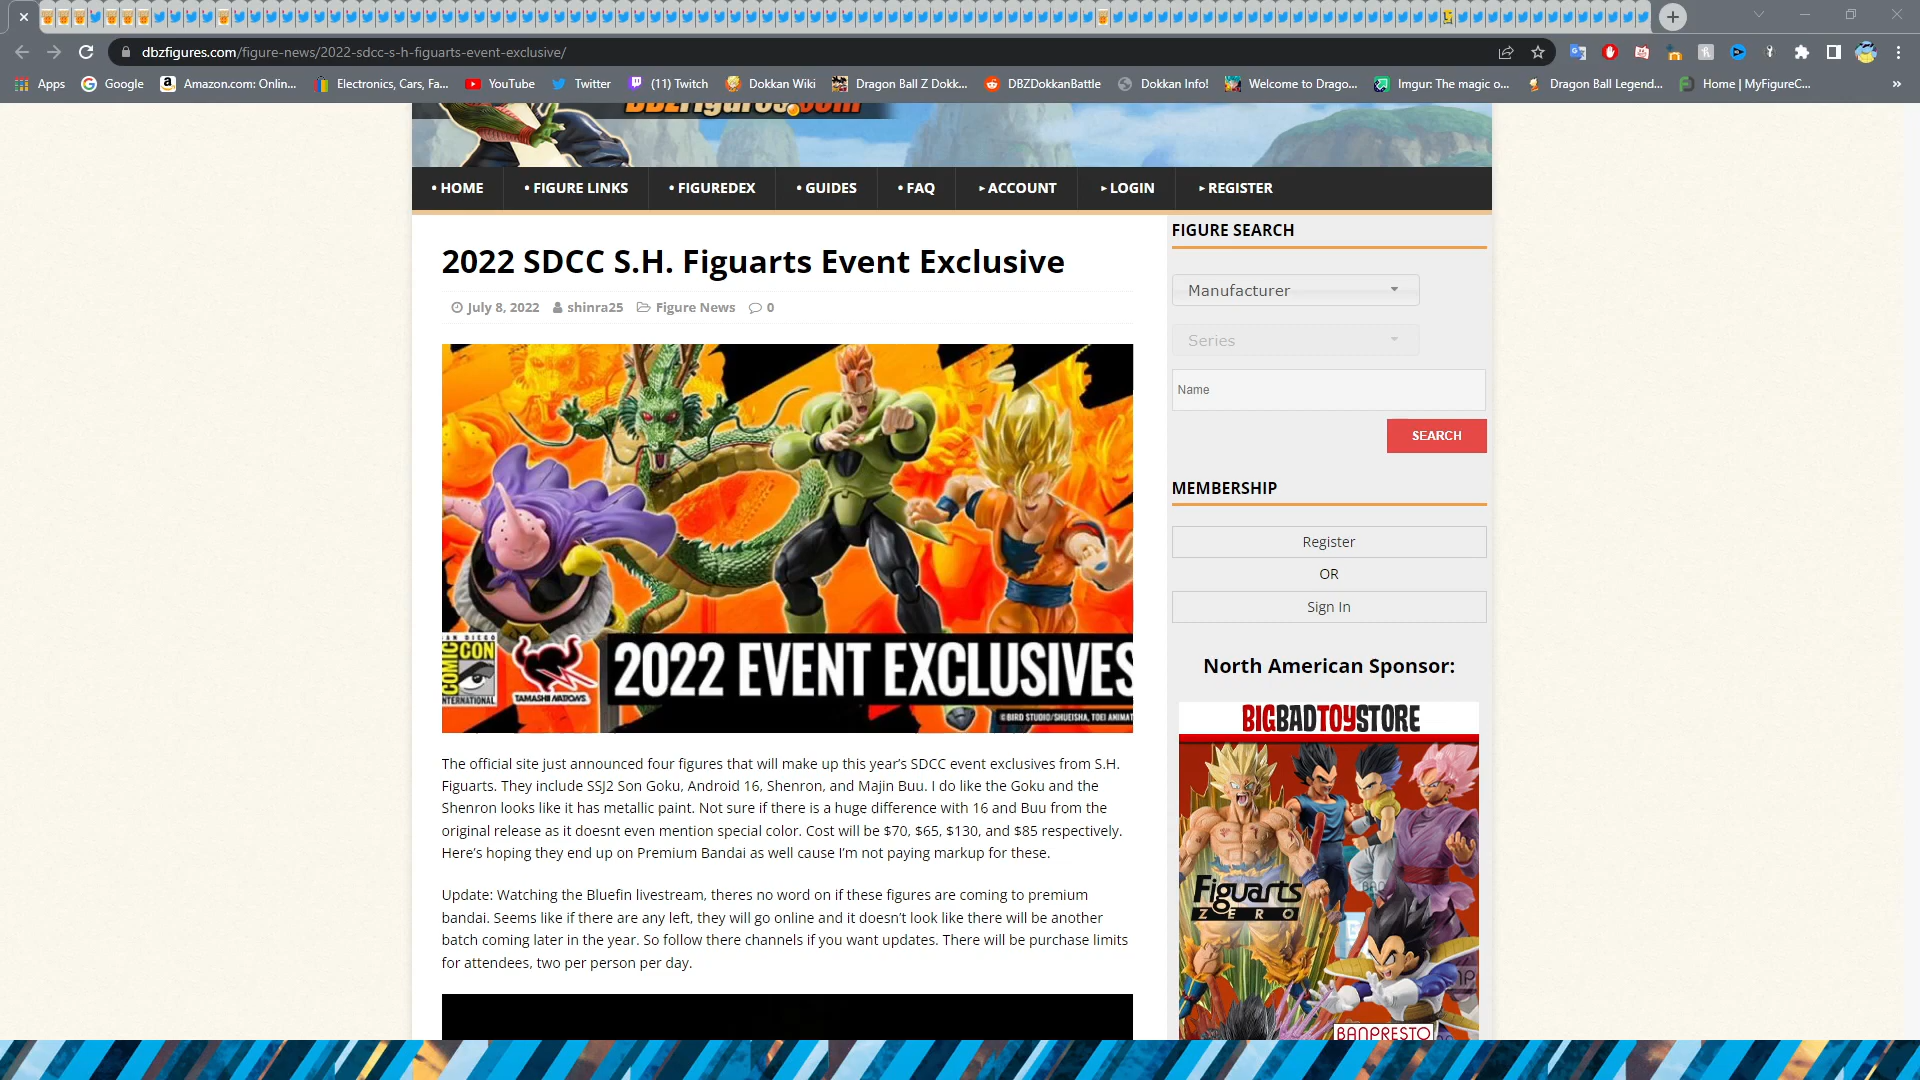 dbzfigures.com/figure-news/2022-sdcc-s-h-figuarts-event-exclusive/
Apps Google Amazon.com: Onlin... Electronics, Cars, Fa... YouTube Twitter (11) Twitch Dokkan Wiki Dragon Ball Z Dokk... DBZDokkanBattle Dokkan Info! Welcome to Drago... Imgur: The magic o... Dragon Ball Legend... Home | MyFigureC... »
DBZfigures.com
• HOME • FIGURE LINKS • FIGUREDEX • GUIDES • FAQ ▸ ACCOUNT ▸ LOGIN ▸ REGISTER
2022 SDCC S.H. Figuarts Event Exclusive
July 8, 2022 shinra25 Figure News 0
SAN DIEGO
COMIC CON
INTERNATIONAL
TAMASHII NATIONS
2022 EVENT EXCLUSIVES
©BIRD STUDIO/SHUEISHA, TOEI ANIMAT
The official site just announced four figures that will make up this year's SDCC event exclusives from S.H.
Figuarts. They include SSJ2 Son Goku, Android 16, Shenron, and Majin Buu. I do like the Goku and the
Shenron looks like it has metallic paint. Not sure if there is a huge difference with 16 and Buu from the
original release as it doesnt even mention special color. Cost will be $70, $65, $130, and $85 respectively.
Here's hoping they end up on Premium Bandai as well cause I'm not paying markup for these.
Update: Watching the Bluefin livestream, theres no word on if these figures are coming to premium
bandai. Seems like if there are any left, they will go online and it doesn't look like there will be another
batch coming later in the year. So follow there channels if you want updates. There will be purchase limits
for attendees, two per person per day.
FIGURE SEARCH
Manufacturer
Series
Name
SEARCH
MEMBERSHIP
Register
OR
Sign In
North American Sponsor:
BIGBADTOYSTORE
Figuarts
ZERO
BANPRESTO